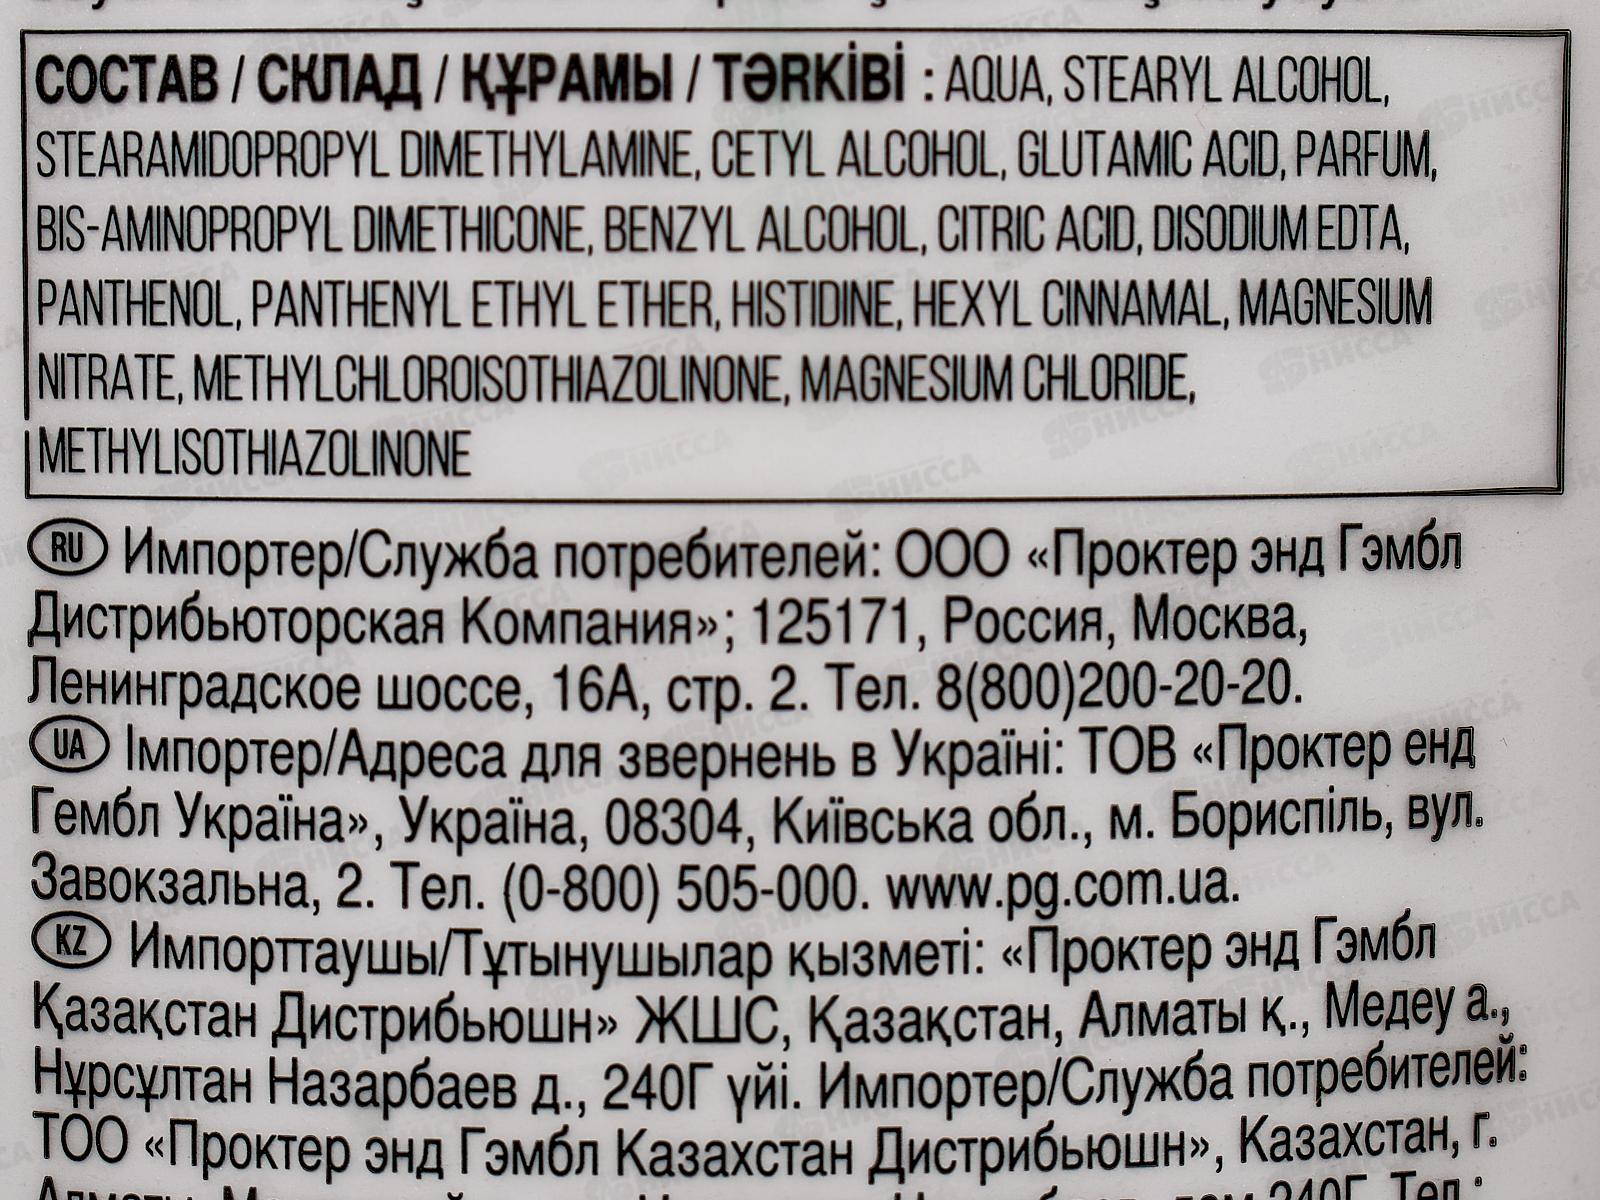 СОСТАВ / СКЛАД / ҚҰРАМЫ / TƏRKİBİ : AQUA, STEARYL ALCOHOL,
STEARAMIDOPROPYL DIMETHYLAMINE, CETYL ALCOHOL, GLUTAMIC ACID, PARFUM,
BIS-AMINOPROPYL DIMETHICONE, BENZYL ALCOHOL, CITRIC ACID, DISODIUM EDTA,
PANTHENOL, PANTHENYL ETHYL ETHER, HISTIDINE, HEXYL CINNAMAL, MAGNESIUM
NITRATE, METHYLCHLOROISOTHIAZOLINONE, MAGNESIUM CHLORIDE,
METHYLISOTHIAZOLINONE
RU Импортер/Служба потребителей: ООО «Проктер энд Гэмбл
Дистрибьюторская Компания»; 125171, Россия, Москва,
Ленинградское шоссе, 16А, стр. 2. Тел. 8(800)200-20-20.
UA Імпортер/Адреса для звернень в Україні: ТОВ «Проктер енд
Гембл Україна», Україна, 08304, Київська обл., м. Бориспіль, вул.
Завокзальна, 2. Тел. (0-800) 505-000. www.pg.com.ua.
KZ Импорттаушы/Тұтынушылар қызметі: «Проктер энд Гэмбл
Қазақстан Дистрибьюшн» ЖШС, Қазақстан, Алматы қ., Медеу а.,
Нұрсұлтан Назарбаев д., 240Г үйі. Импортер/Служба потребителей:
ТОО «Проктер энд Гэмбл Казахстан Дистрибьюшн», Казахстан, г.
240Г. Тел.: